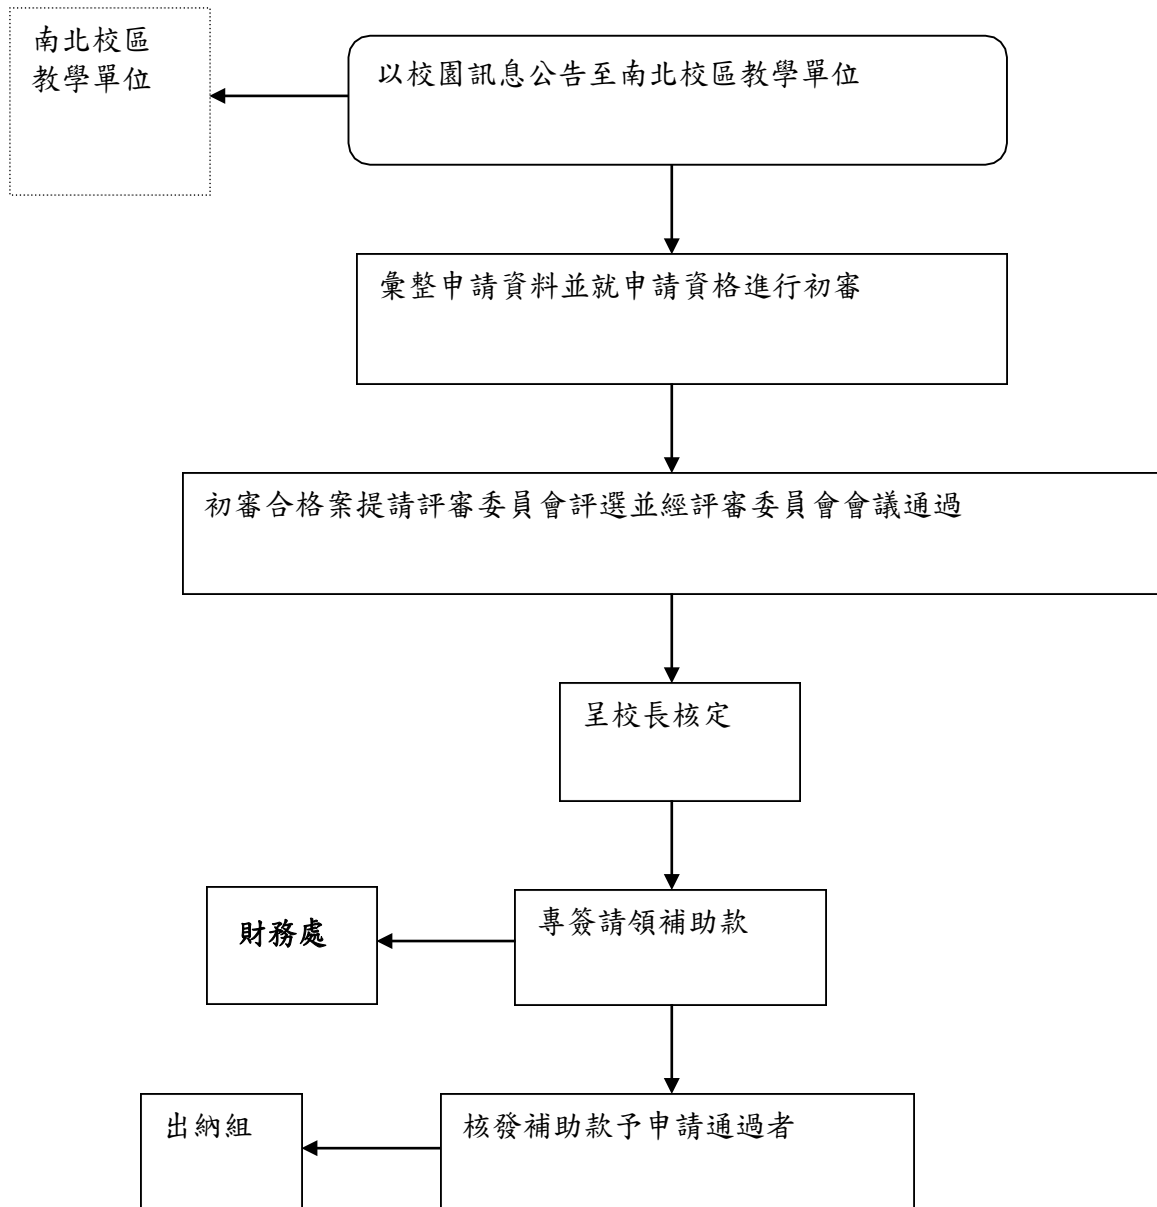 南北校區
教學單位
以校園訊息公告至南北校區教學單位
彙整申請資料並就申請資格進行初審
初審合格案提請評審委員會評選並經評審委員會會議通過
呈校長核定
財務處
專簽請領補助款
出納組
核發補助款予申請通過者